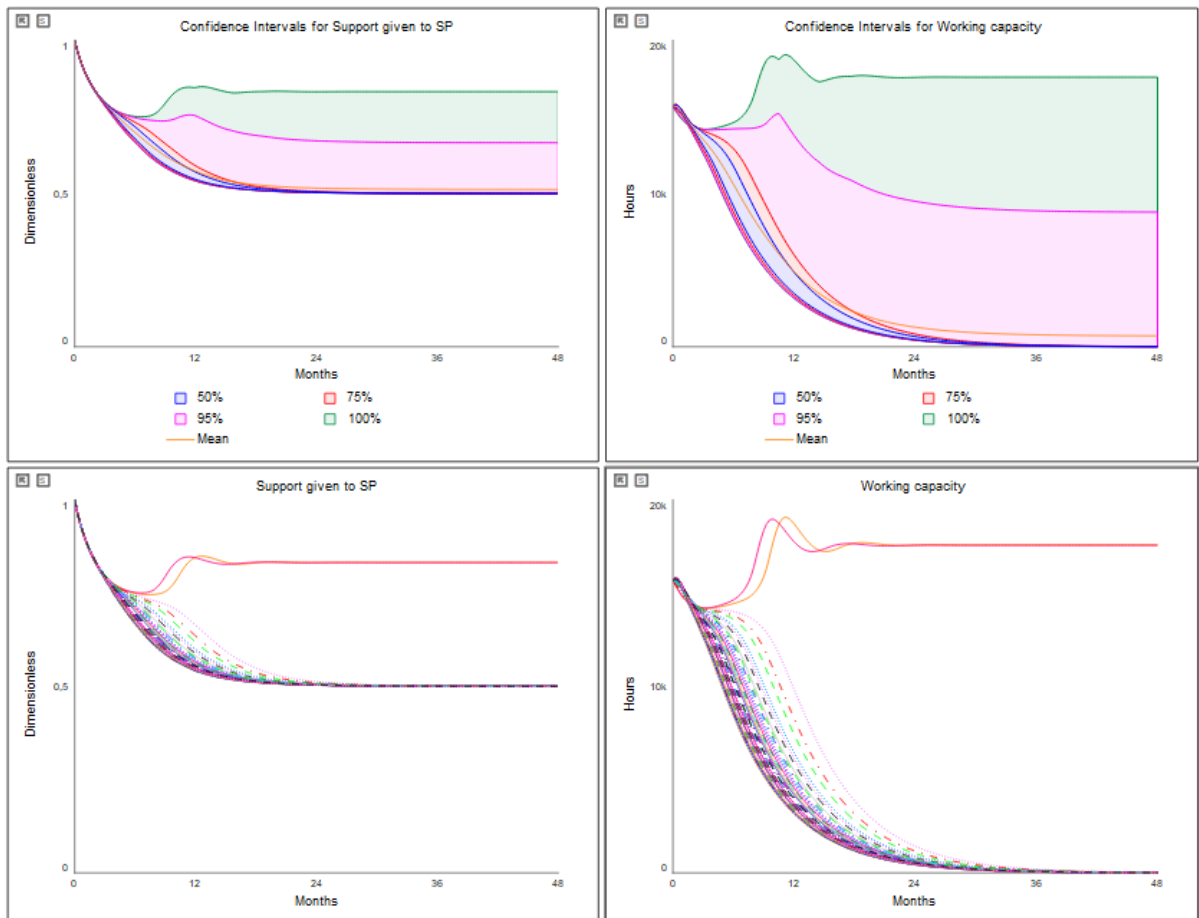 Confidence Intervals for Support given to SP
1
Dimensionless
0,5
0
0 12 24 36 48
Months
50% 75%
95% 100%
Mean
Confidence Intervals for Working capacity
20k
Hours
10k
0
0 12 24 36 48
Months
50% 75%
95% 100%
Mean
Support given to SP
1
Dimensionless
0,5
0
0 12 24 36 48
Months
Working capacity
20k
Hours
10k
0
0 12 24 36 48
Months